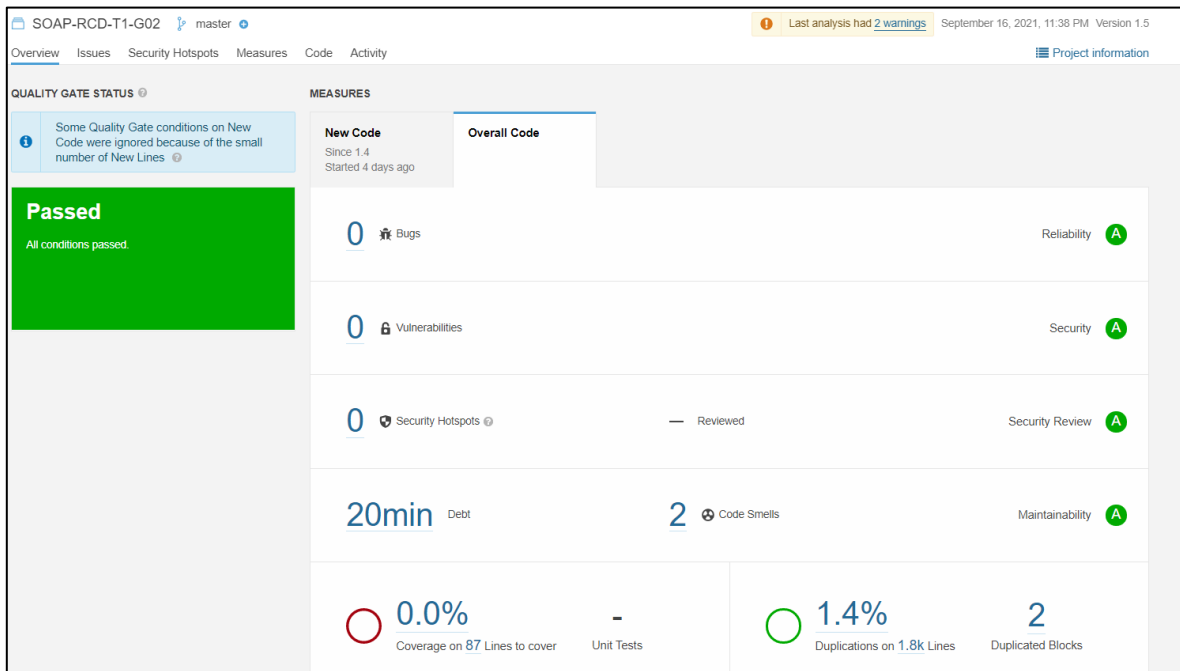 SOAP-RCD-T1-G02 master
Last analysis had 2 warnings September 16, 2021, 11:38 PM Version 1.5
Overview Issues Security Hotspots Measures Code Activity
Project information
QUALITY GATE STATUS ?
Some Quality Gate conditions on New
Code were ignored because of the small
number of New Lines ?
Passed
All conditions passed.
MEASURES
New Code
Since 1.4
Started 4 days ago
Overall Code
0 Bugs Reliability A
0 Vulnerabilities Security A
0 Security Hotspots ? — Reviewed Security Review A
20min Debt 2 Code Smells Maintainability A
0.0%
Coverage on 87 Lines to cover
-
Unit Tests
1.4%
Duplications on 1.8k Lines
2
Duplicated Blocks